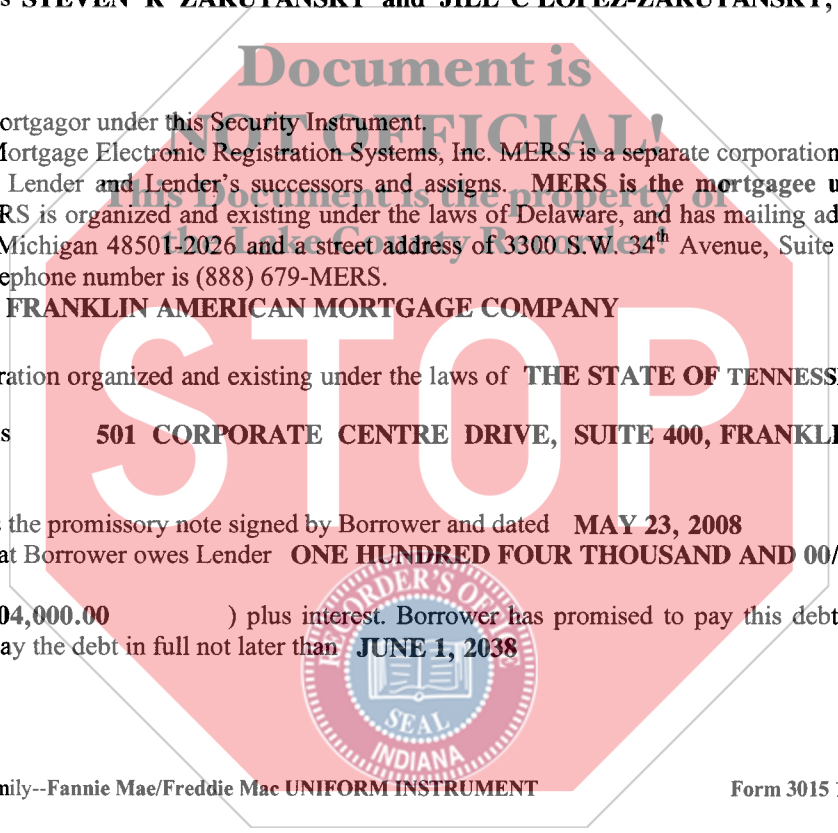 s STEVEN R ZARUTANSKY and JILL C LOPEZ-ZARUTANSKY,
Document is
NOT OFFICIAL!
This Document is the property of
the Lake County Recorder!
ortgagor under this Security Instrument.
Mortgage Electronic Registration Systems, Inc. MERS is a separate corporation
Lender and Lender's successors and assigns. MERS is the mortgagee u
RS is organized and existing under the laws of Delaware, and has mailing ad
Michigan 48501-2026 and a street address of 3300 S.W. 34th Avenue, Suite
ephone number is (888) 679-MERS.
FRANKLIN AMERICAN MORTGAGE COMPANY
ration organized and existing under the laws of THE STATE OF TENNESS
s 501 CORPORATE CENTRE DRIVE, SUITE 400, FRANKLI
STOP
s the promissory note signed by Borrower and dated MAY 23, 2008
at Borrower owes Lender ONE HUNDRED FOUR THOUSAND AND 00/
04,000.00 ) plus interest. Borrower has promised to pay this debt
ay the debt in full not later than JUNE 1, 2038
RECORDER'S OFFICE
SEAL
INDIANA
mily--Fannie Mae/Freddie Mac UNIFORM INSTRUMENT Form 3015